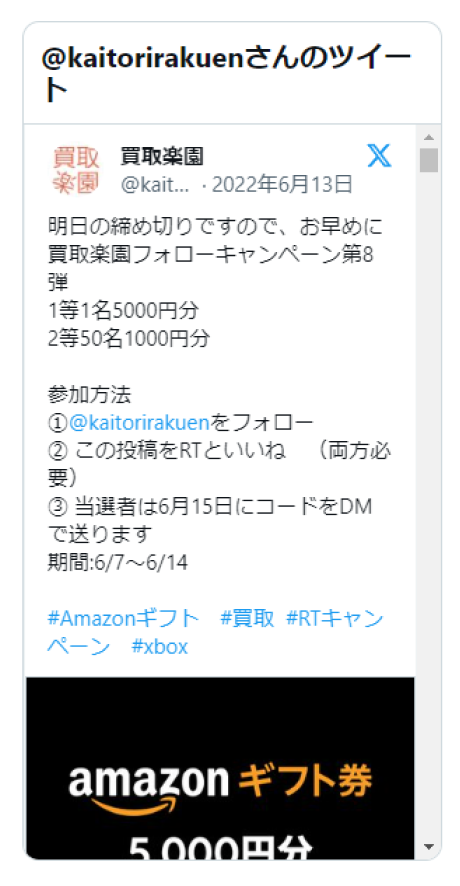 @kaitorirakuenさんのツイー
ト
買取楽園
買取楽園
@kait... · 2022年6月13日
明日の締め切りですので、お早めに
買取楽園フォローキャンペーン第8
弾
1等1名5000円分
2等50名1000円分
参加方法
①@kaitorirakuenをフォロー
② この投稿をRTといいね　（両方必
要）
③ 当選者は6月15日にコードをDM
で送ります
期間:6/7～6/14
#Amazonギフト　#買取 #RTキャン
ペーン　#xbox
amazon ギフト券
5,000円分